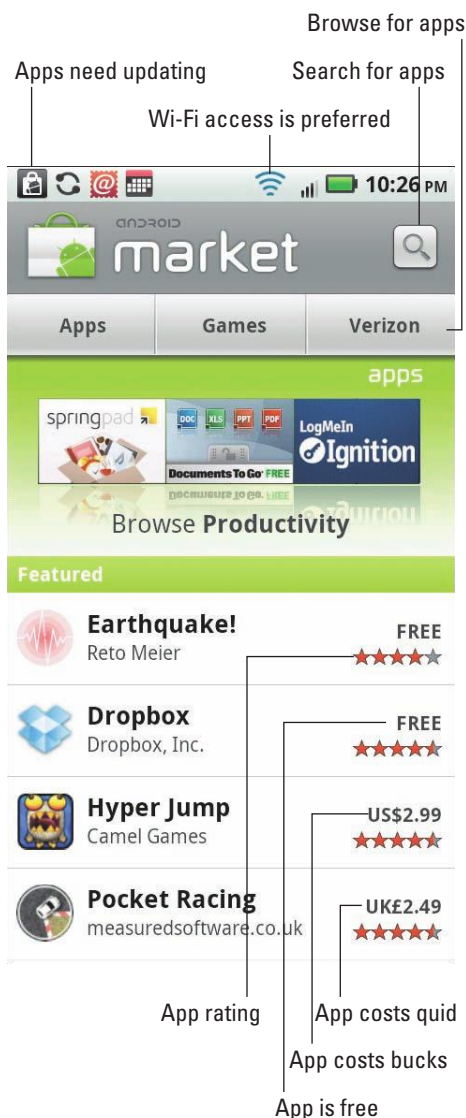 Browse for apps
Apps need updating
Search for apps
Wi-Fi access is preferred
10:26 PM
ANDROID
market
Apps
Games
Verizon
apps
springpad
DOC XLS PPT PDF
Documents To Go® FREE
LogMeIn
Ignition
Browse Productivity
Featured
Earthquake!
FREE
Reto Meier
Dropbox
FREE
Dropbox, Inc.
Hyper Jump
US$2.99
Camel Games
Pocket Racing
UK£2.49
measuredsoftware.co.uk
App rating
App costs quid
App costs bucks
App is free